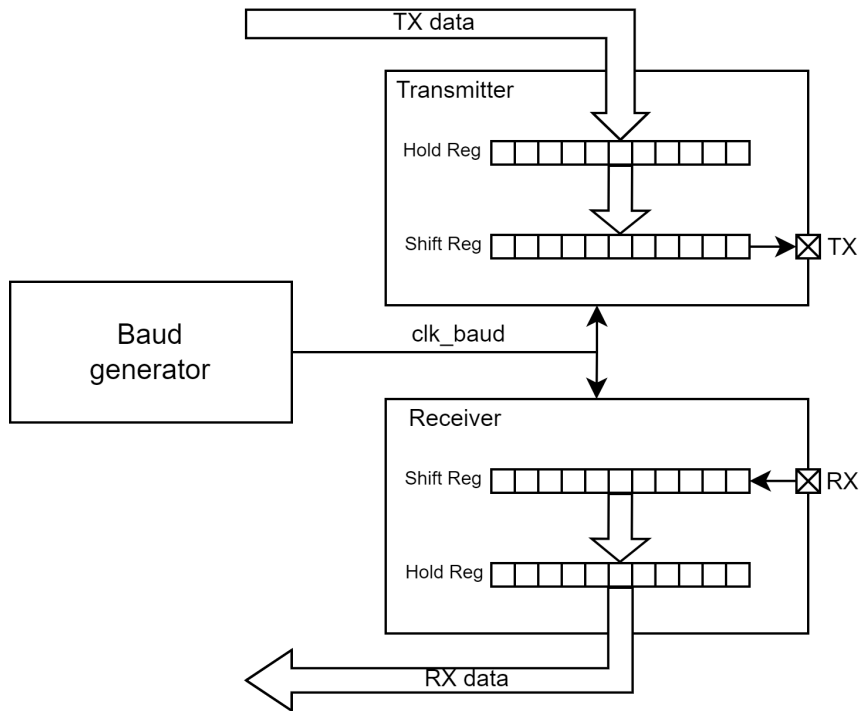 TX data
Transmitter
Hold Reg
Shift Reg
TX
Baud
generator
clk_baud
Receiver
Shift Reg
RX
Hold Reg
RX data